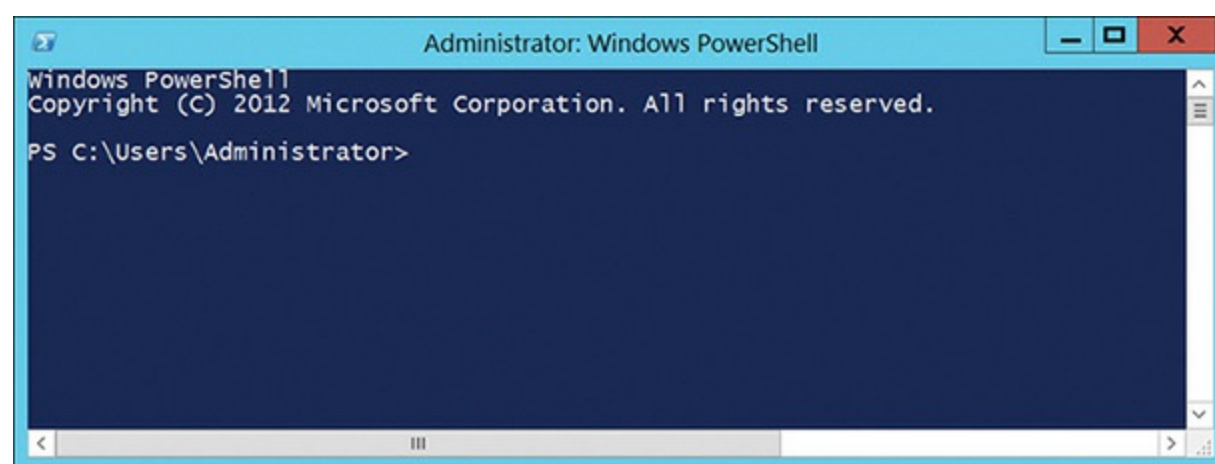 Administrator: Windows PowerShell
Windows PowerShell
Copyright (C) 2012 Microsoft Corporation. All rights reserved.
PS C:\Users\Administrator>